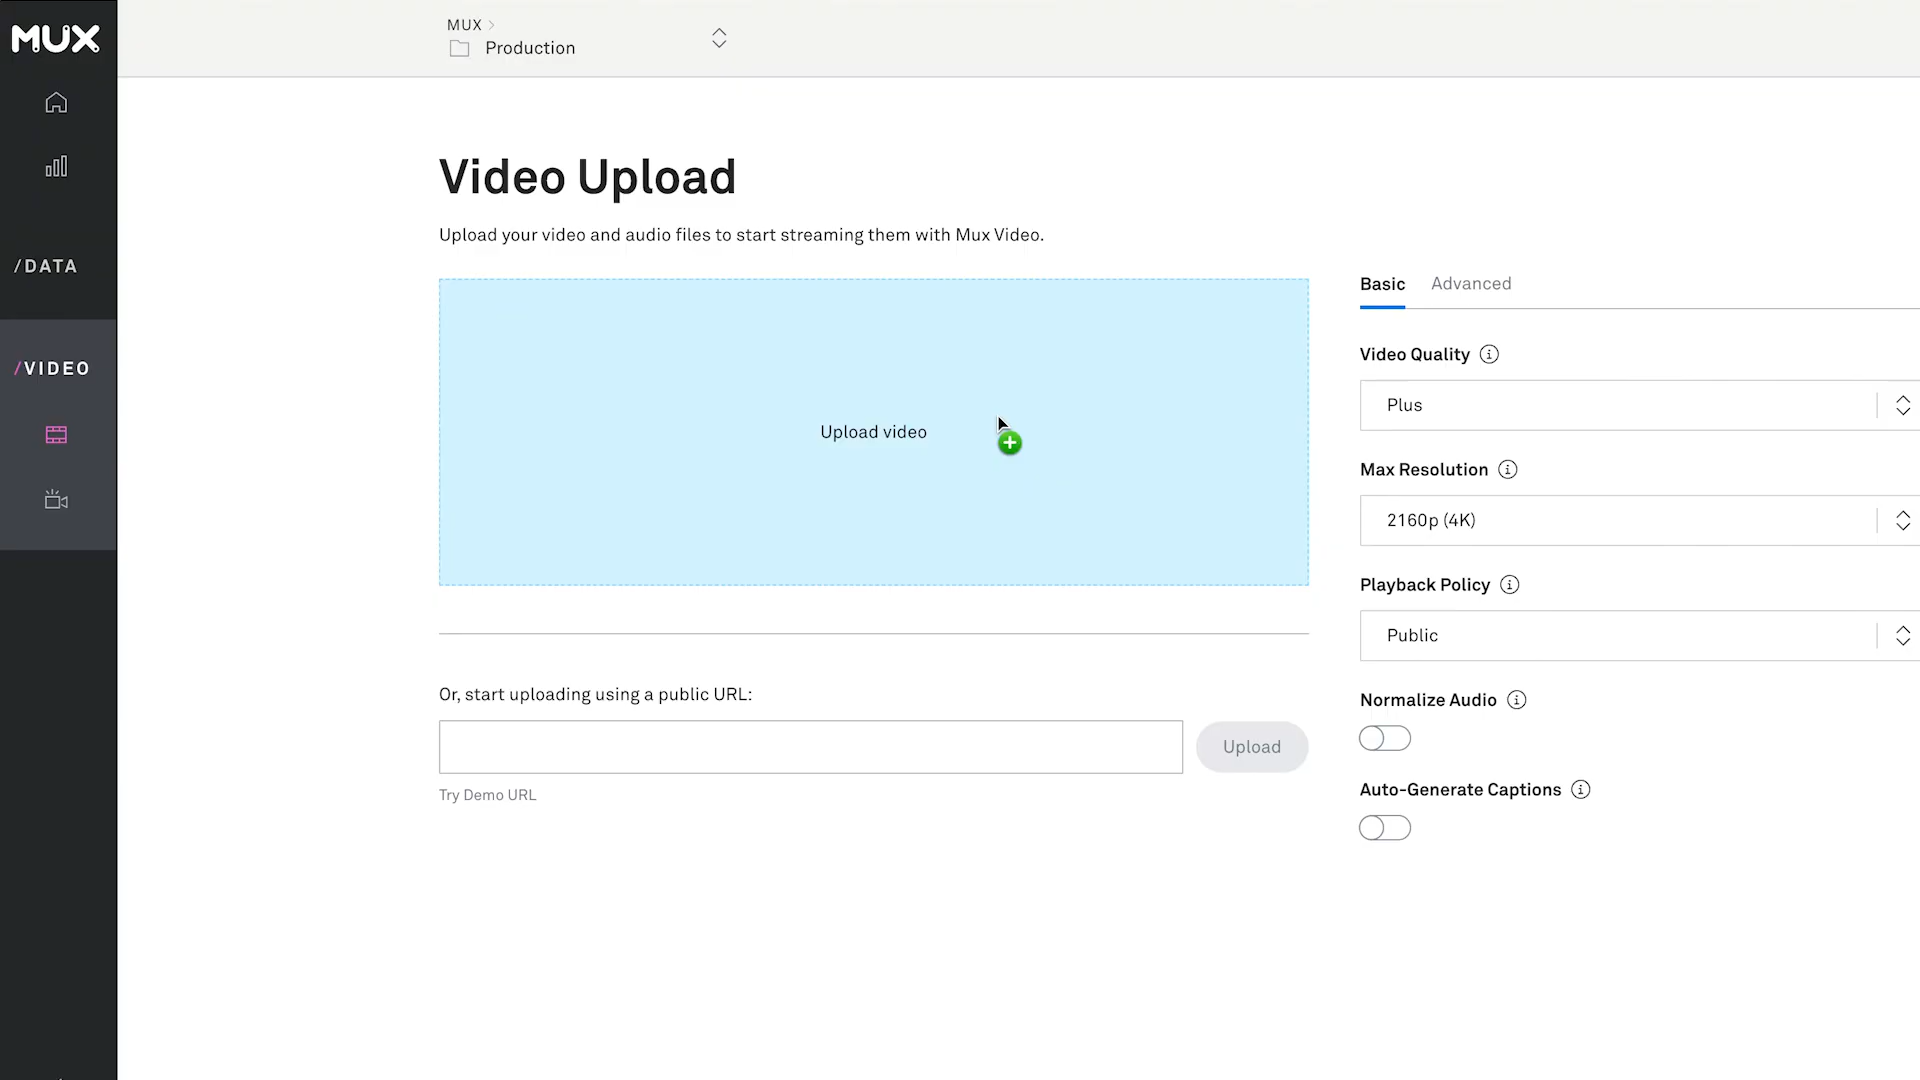 MUX
MUX
Production
/DATA
/VIDEO
Video Upload
Upload your video and audio files to start streaming them with Mux Video.
Upload video
Or, start uploading using a public URL:
Upload
Try Demo URL
Basic
Advanced
Video Quality
Plus
Max Resolution
2160p (4K)
Playback Policy
Public
Normalize Audio
Auto-Generate Captions